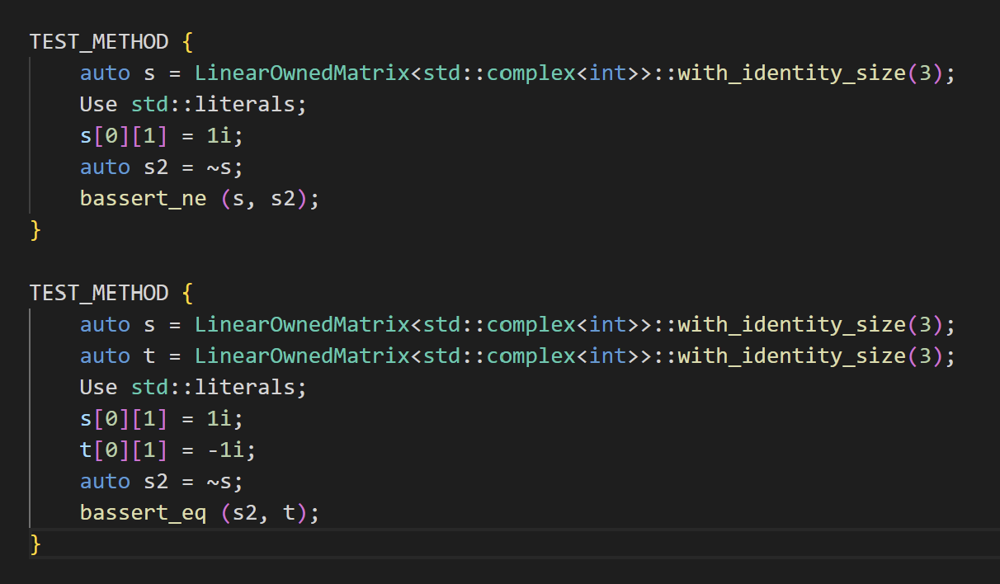 TEST_METHOD {
    auto s = LinearOwnedMatrix<std::complex<int>>::with_identity_size(3);
    Use std::literals;
    s[0][1] = 1i;
    auto s2 = ~s;
    bassert_ne (s, s2);
}

TEST_METHOD {
    auto s = LinearOwnedMatrix<std::complex<int>>::with_identity_size(3);
    auto t = LinearOwnedMatrix<std::complex<int>>::with_identity_size(3);
    Use std::literals;
    s[0][1] = 1i;
    t[0][1] = -1i;
    auto s2 = ~s;
    bassert_eq (s2, t);
}